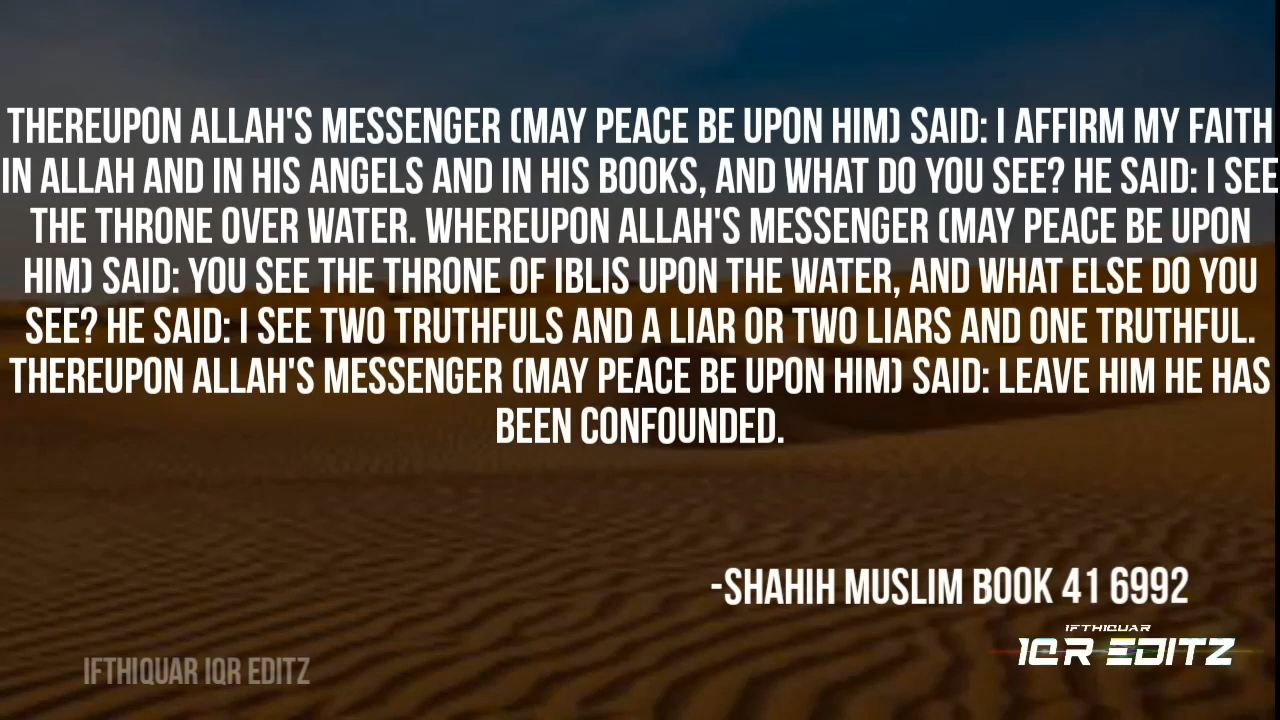 THEREUPON ALLAH'S MESSENGER (MAY PEACE BE UPON HIM) SAID: I AFFIRM MY FAITH
IN ALLAH AND IN HIS ANGELS AND IN HIS BOOKS, AND WHAT DO YOU SEE? HE SAID: I SEE
THE THRONE OVER WATER. WHEREUPON ALLAH'S MESSENGER (MAY PEACE BE UPON
HIM) SAID: YOU SEE THE THRONE OF IBLIS UPON THE WATER, AND WHAT ELSE DO YOU
SEE? HE SAID: I SEE TWO TRUTHFULS AND A LIAR OR TWO LIARS AND ONE TRUTHFUL.
THEREUPON ALLAH'S MESSENGER (MAY PEACE BE UPON HIM) SAID: LEAVE HIM HE HAS
BEEN CONFOUNDED.
-SHAHIH MUSLIM BOOK 41 6992
IFTHIQUAR
IQR EDITZ
IFTHIQUAR IQR EDITZ